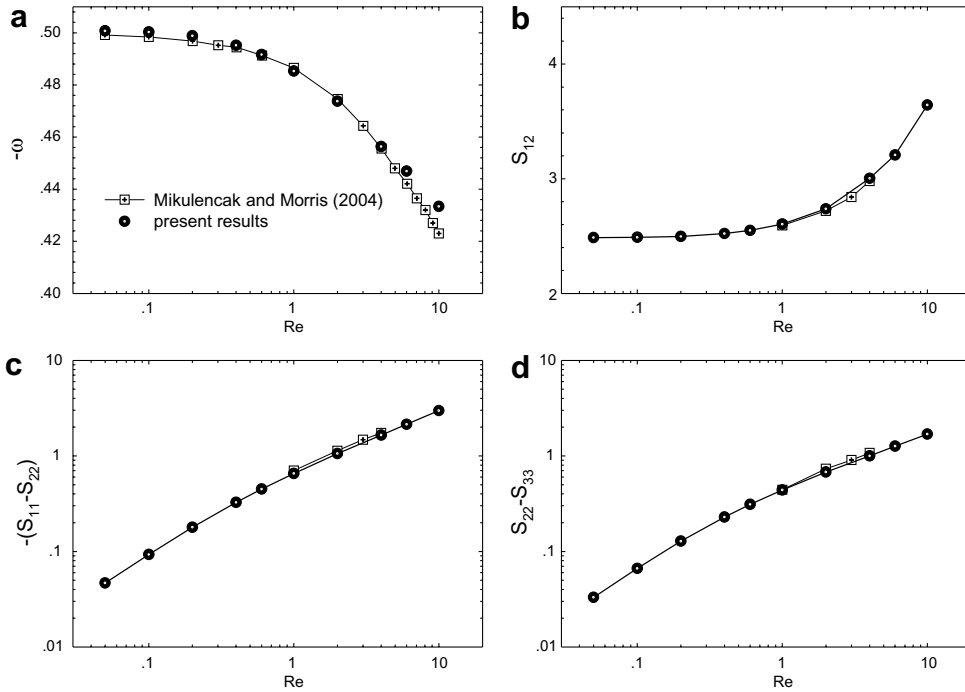 a
.50
.48
.46
.44
.42
.40
-ω
Mikulencak and Morris (2004)
present results
.1
1
10
Re
b
4
3
2
S12
.1
1
10
Re
c
10
1
.1
.01
-(S11-S22)
.1
1
10
Re
d
10
1
.1
.01
S22-S33
.1
1
10
Re